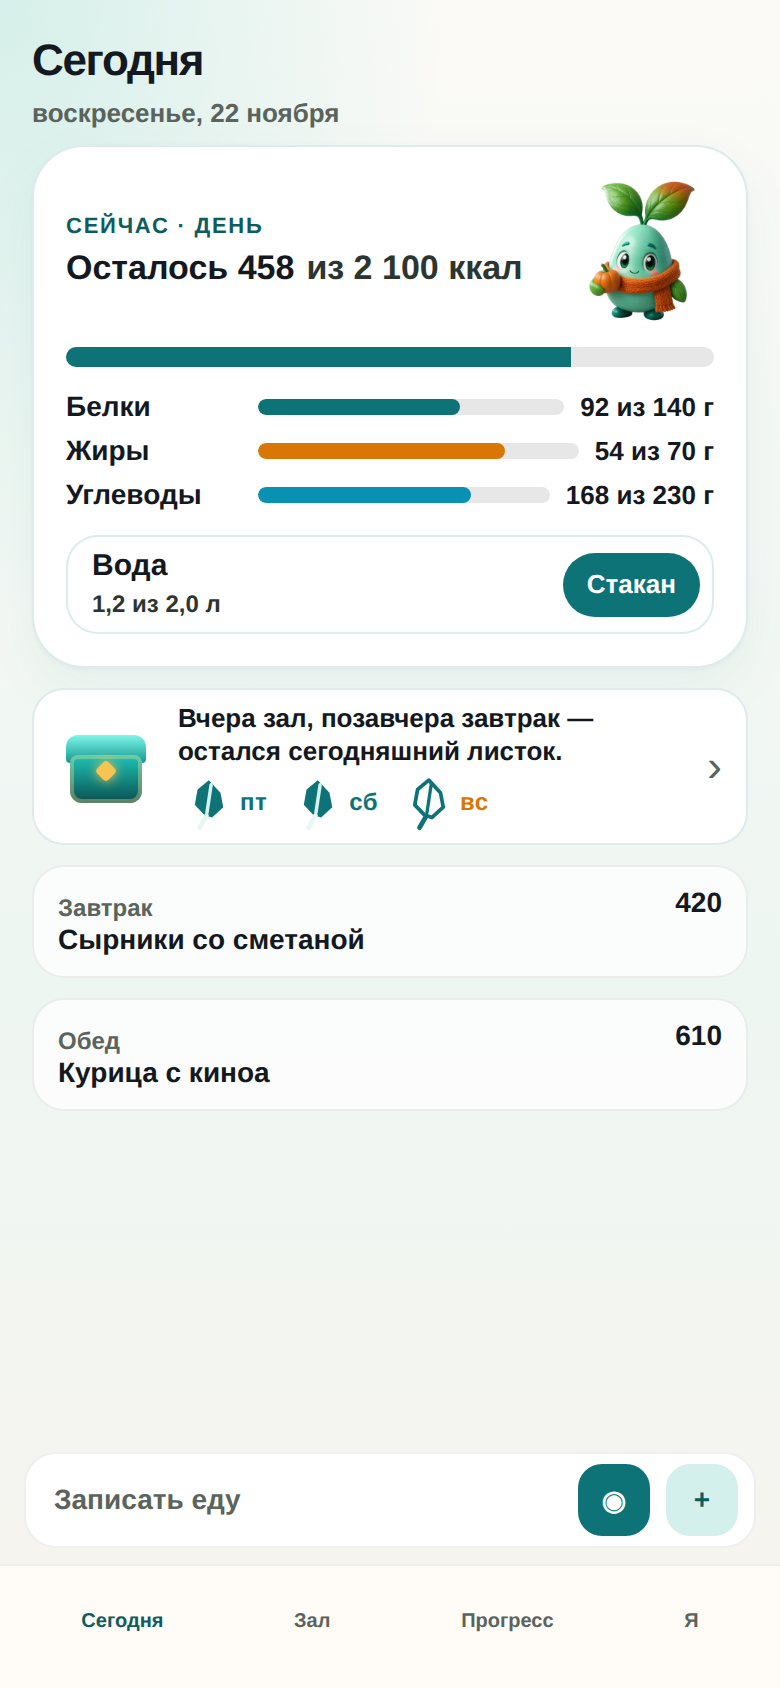 Сегодня
воскресенье, 22 ноября
СЕЙЧАС · ДЕНЬ
Осталось 458 из 2 100 ккал
Белки 92 из 140 г
Жиры 54 из 70 г
Углеводы 168 из 230 г
Вода
1,2 из 2,0 л
Стакан
Вчера зал, позавчера завтрак —
остался сегодняшний листок.
пт сб вс
Завтрак 420
Сырники со сметаной
Обед 610
Курица с киноа
Записать еду +
Сегодня Зал Прогресс Я